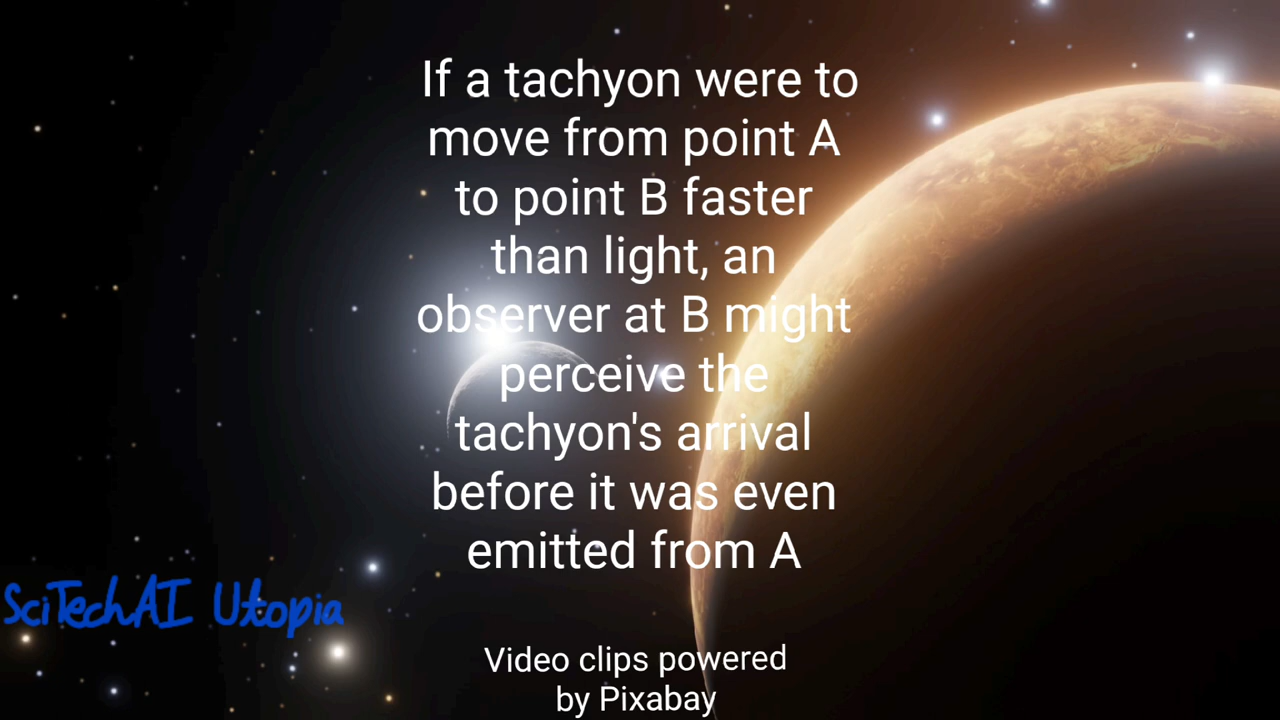 If a tachyon were to
move from point A
to point B faster
than light, an
observer at B might
perceive the
tachyon's arrival
before it was even
emitted from A
SciTechAI Utopia
Video clips powered
by Pixabay